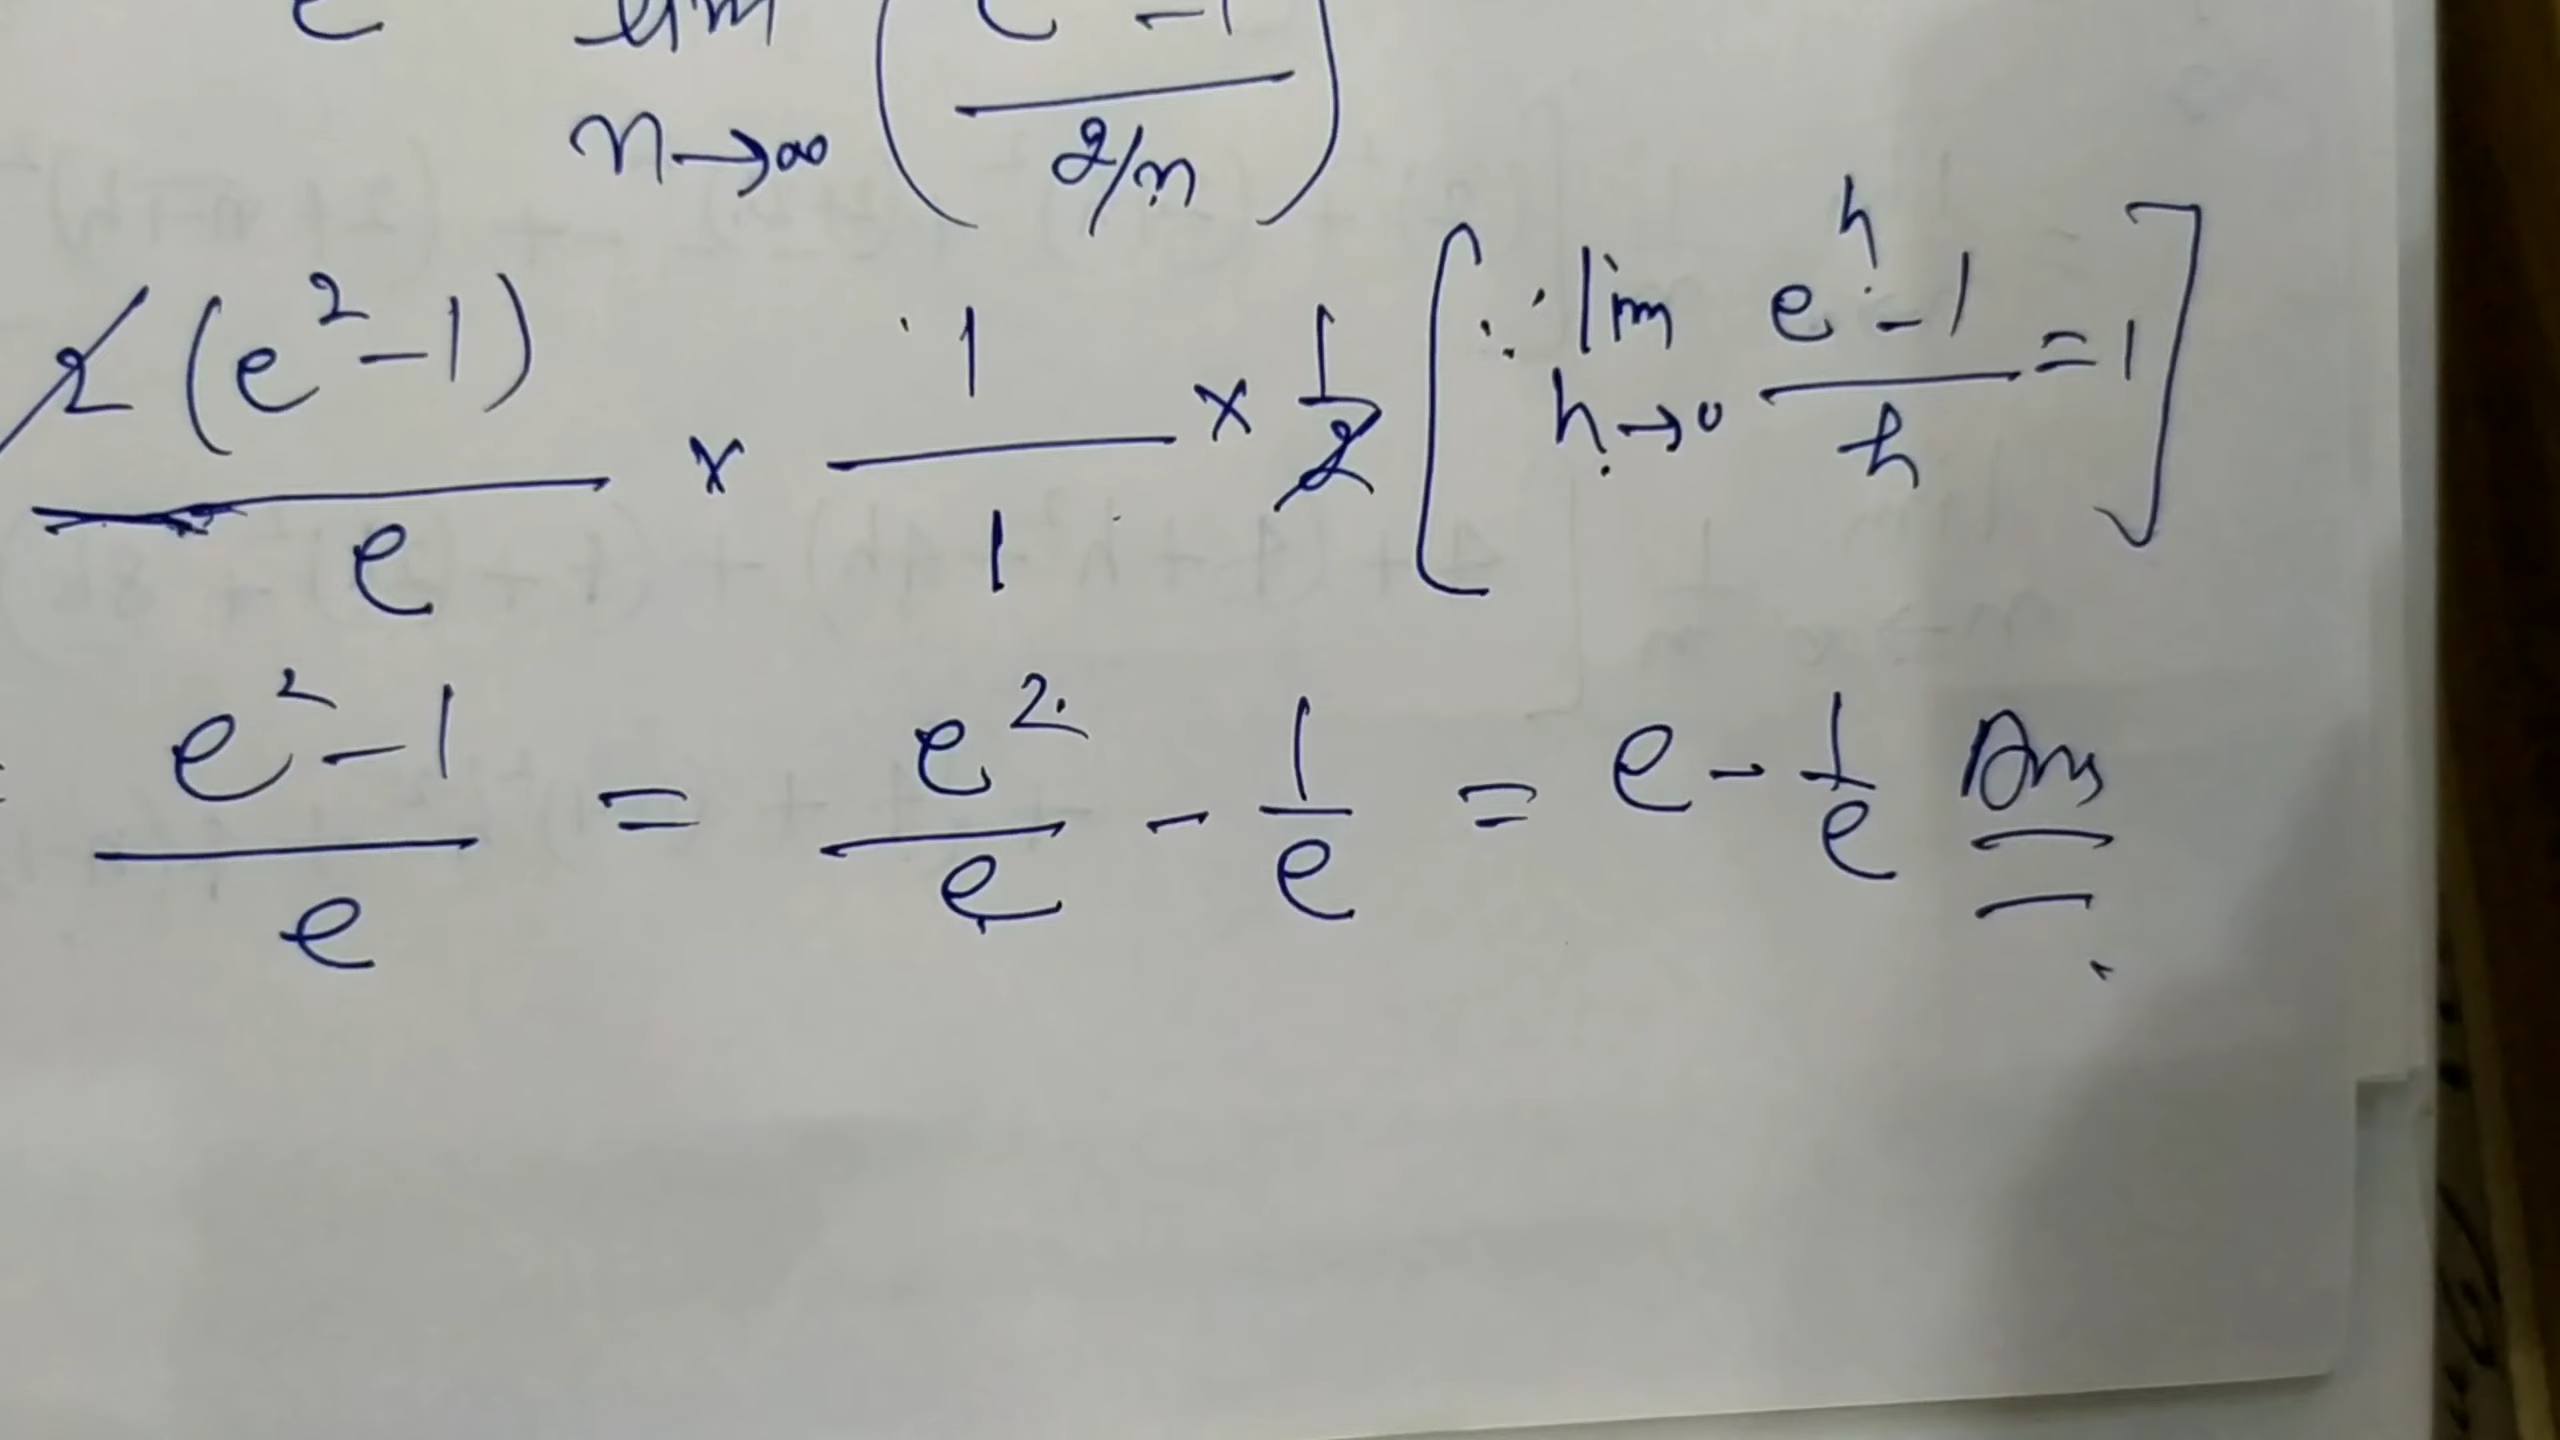 e lim ( e - 1
n→∞ 2/n )
2(e² - 1) / e × 1/1 × 1/2 [ ∵ lim h→0 (e^h - 1)/h = 1 ]
= (e² - 1)/e = e²/e - 1/e = e - 1/e Ans